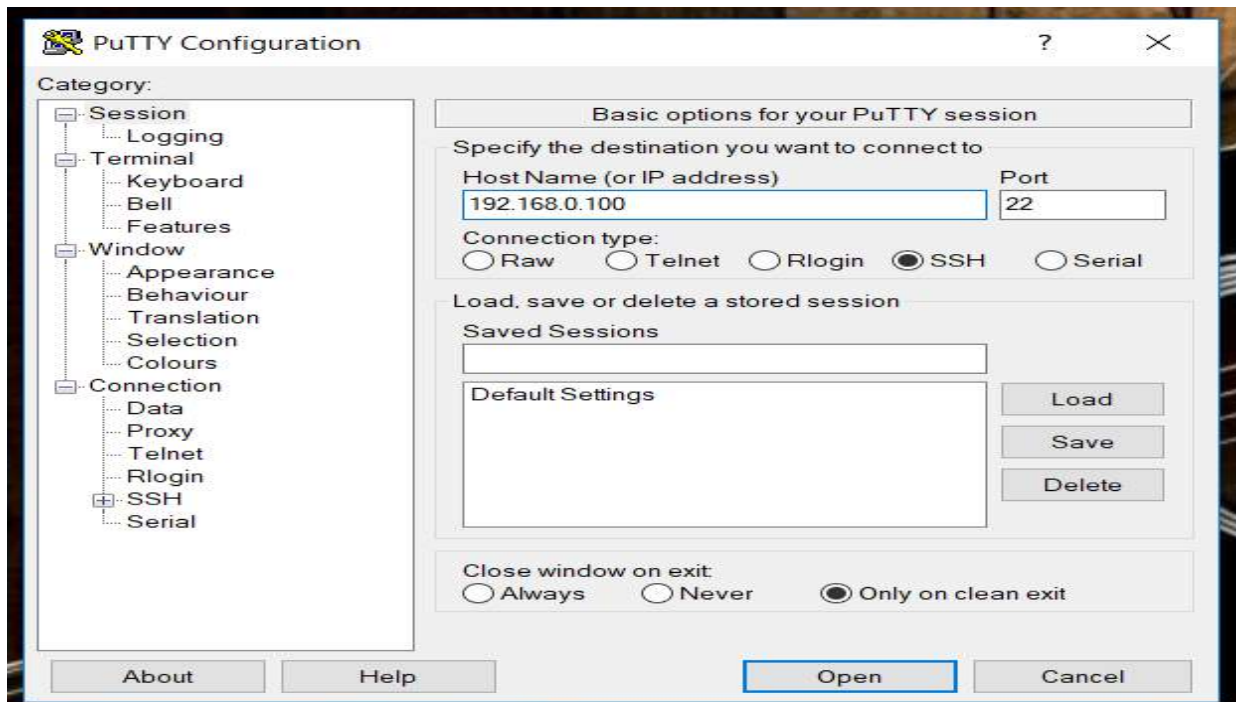 PuTTY Configuration
?
Category:
Session
Logging
Terminal
Keyboard
Bell
Features
Window
Appearance
Behaviour
Translation
Selection
Colours
Connection
Data
Proxy
Telnet
Rlogin
SSH
Serial
Basic options for your PuTTY session
Specify the destination you want to connect to
Host Name (or IP address) Port
192.168.0.100 22
Connection type:
Raw Telnet Rlogin SSH Serial
Load, save or delete a stored session
Saved Sessions
Default Settings
Load
Save
Delete
Close window on exit:
Always Never Only on clean exit
About Help Open Cancel